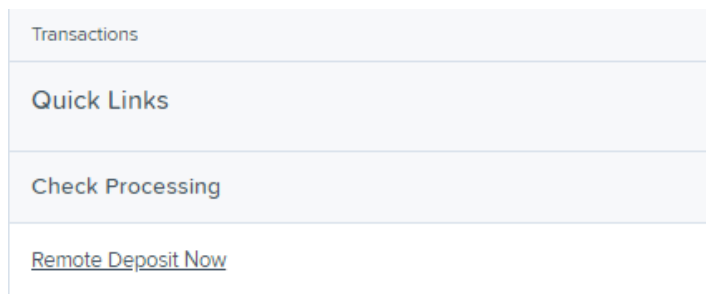 Transactions
Quick Links
Check Processing
Remote Deposit Now